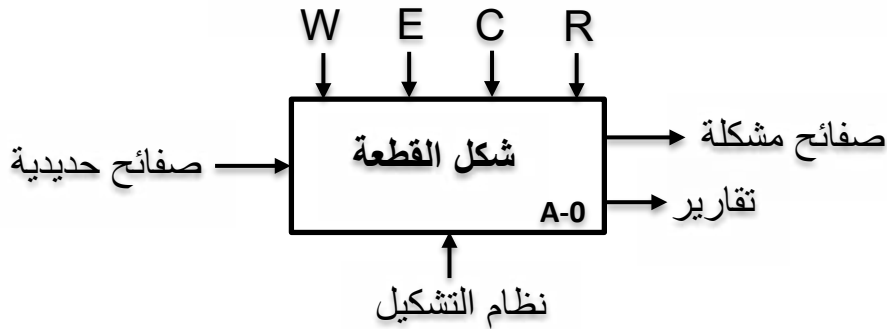 W E C R
صفائح حديدية
شكل القطعة
A-0
صفائح مشكلة
تقارير
نظام التشكيل